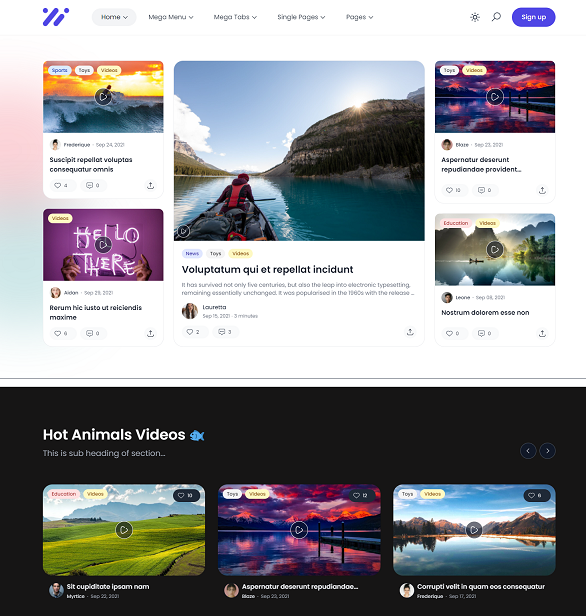 Home
Mega Menu
Mega Tabs
Single Pages
Pages
Sign up
Sports Toys Videos
Frederique · Sep 24, 2021
Suscipit repellat voluptas
consequatur omnis
4 0
Videos
HELLO
THERE
Aidan · Sep 29, 2021
Rerum hic iusto ut reiciendis
maxime
6 0
News Toys Videos
Voluptatum qui et repellat incidunt
It has survived not only five centuries, but also the leap into electronic typesetting,
remaining essentially unchanged. It was popularised in the 1960s with the release ...
Lauretta
Sep 15, 2021 · 3 minutes
2 3
Toys Videos
Blaze · Sep 23, 2021
Aspernatur deserunt
repudiandae provident...
10 0
Education Videos
Leone · Sep 08, 2021
Nostrum dolorem esse non
0 0
Hot Animals Videos
This is sub heading of section...
Education Videos 10
Sit cupiditate ipsam nam
Myrtice · Sep 22, 2021
Toys Videos 12
Aspernatur deserunt repudiandae...
Blaze · Sep 23, 2021
Toys Videos 6
Corrupti velit in quam eos consequatur
Frederique · Sep 17, 2021